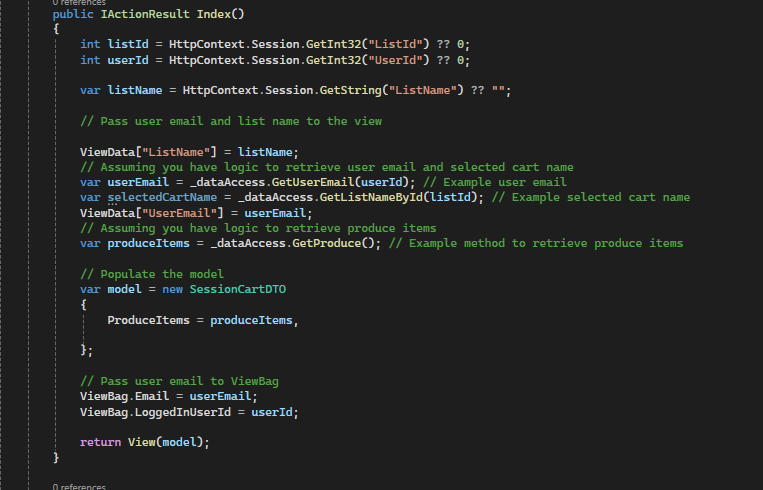 0 references
public IActionResult Index()
{
int listId = HttpContext.Session.GetInt32("ListId") ?? 0;
int userId = HttpContext.Session.GetInt32("UserId") ?? 0;
var listName = HttpContext.Session.GetString("ListName") ?? "";
// Pass user email and list name to the view
ViewData["ListName"] = listName;
// Assuming you have logic to retrieve user email and selected cart name
var userEmail = _dataAccess.GetUserEmail(userId); // Example user email
var selectedCartName = _dataAccess.GetListNameById(listId); // Example selected cart name
ViewData["UserEmail"] = userEmail;
// Assuming you have logic to retrieve produce items
var produceItems = _dataAccess.GetProduce(); // Example method to retrieve produce items
// Populate the model
var model = new SessionCartDTO
{
ProduceItems = produceItems,
};
// Pass user email to ViewBag
ViewBag.Email = userEmail;
ViewBag.LoggedInUserId = userId;
return View(model);
}
0 references